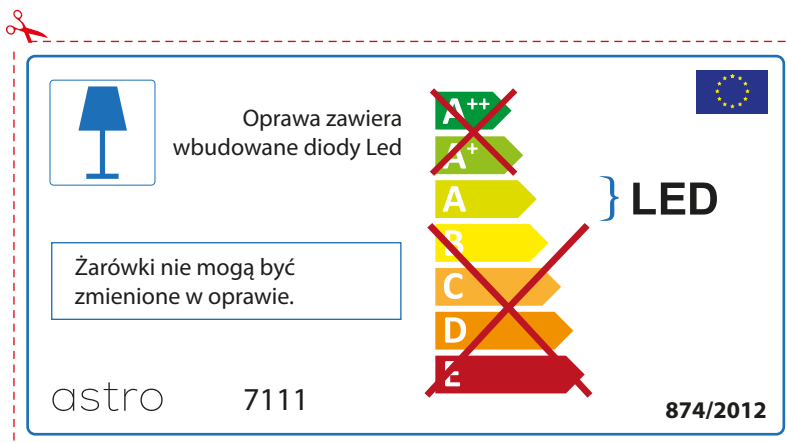 Oprawa zawiera
wbudowane diody Led
A++
A+
A
B
C
D
E
LED
Żarówki nie mogą być
zmienione w oprawie.
astro
7111
874/2012